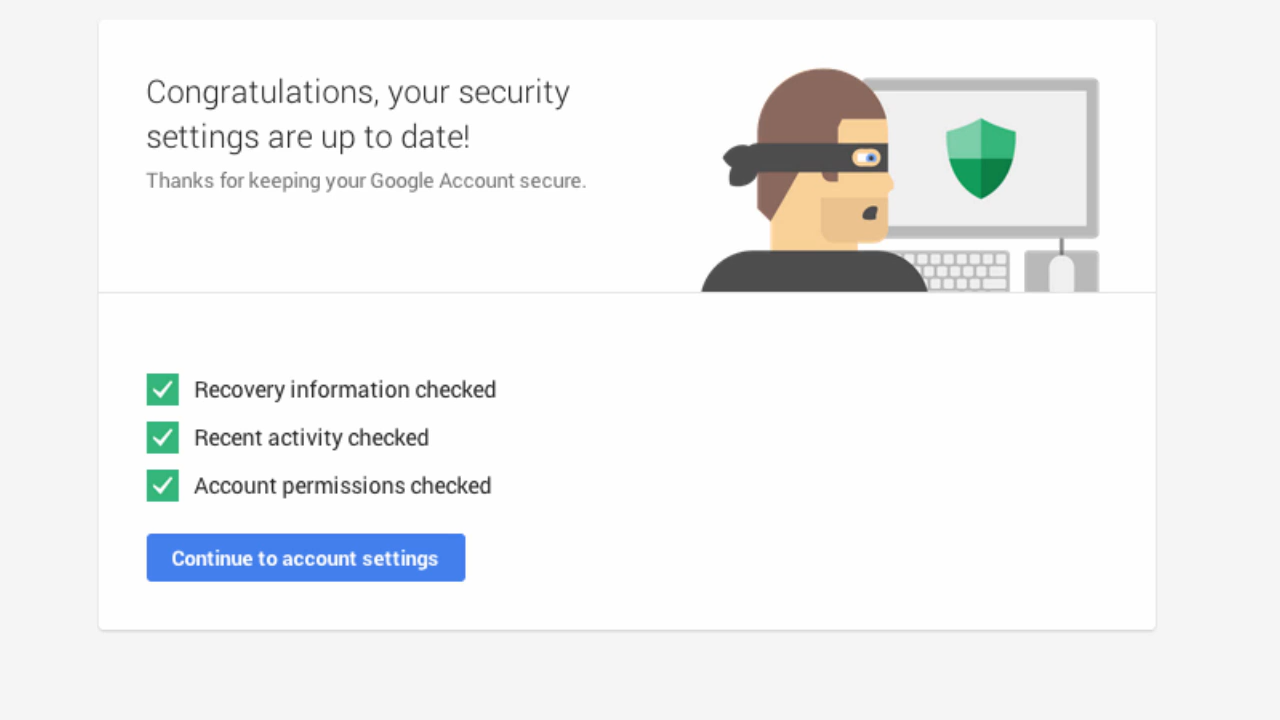 Congratulations, your security
settings are up to date!
Thanks for keeping your Google Account secure.
Recovery information checked
Recent activity checked
Account permissions checked
Continue to account settings